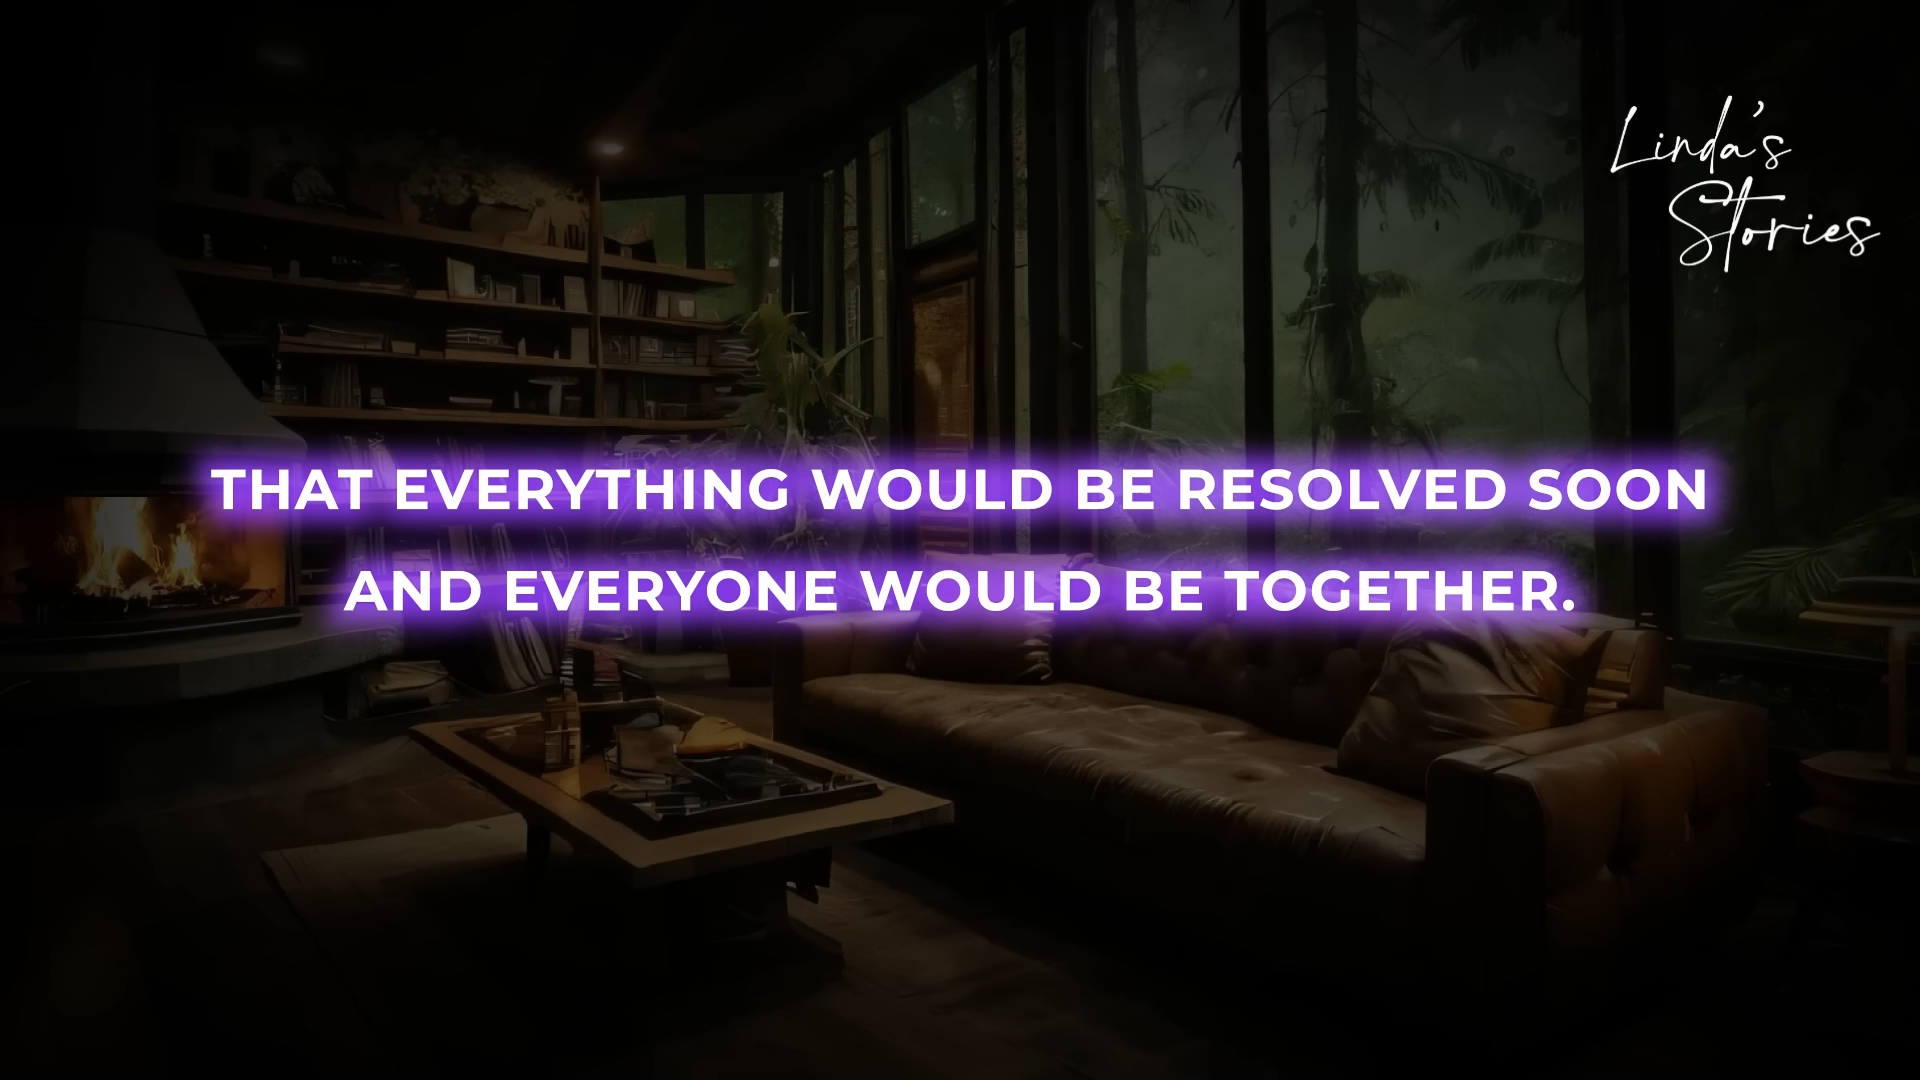 Linda's
Stories
THAT EVERYTHING WOULD BE RESOLVED SOON
AND EVERYONE WOULD BE TOGETHER.